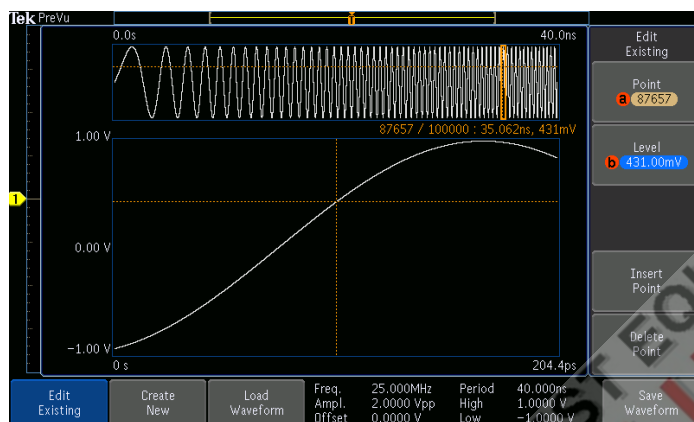 Tek PreVu
T
0.0s 40.0ns
87657 / 100000 : 35.062ns, 431mV
1.00 V
0.00 V
-1.00 V
0 s 204.4ps
1
Edit
Existing
Point
a 87657
Level
b 431.00mV
Insert
Point
Delete
Point
Save
Waveform
Edit
Existing
Create
New
Load
Waveform
Freq. 25.000MHz Period 40.000ns
Ampl. 2.0000 Vpp High 1.0000 V
Offset 0.0000 V Low -1.0000 V
ST EQU